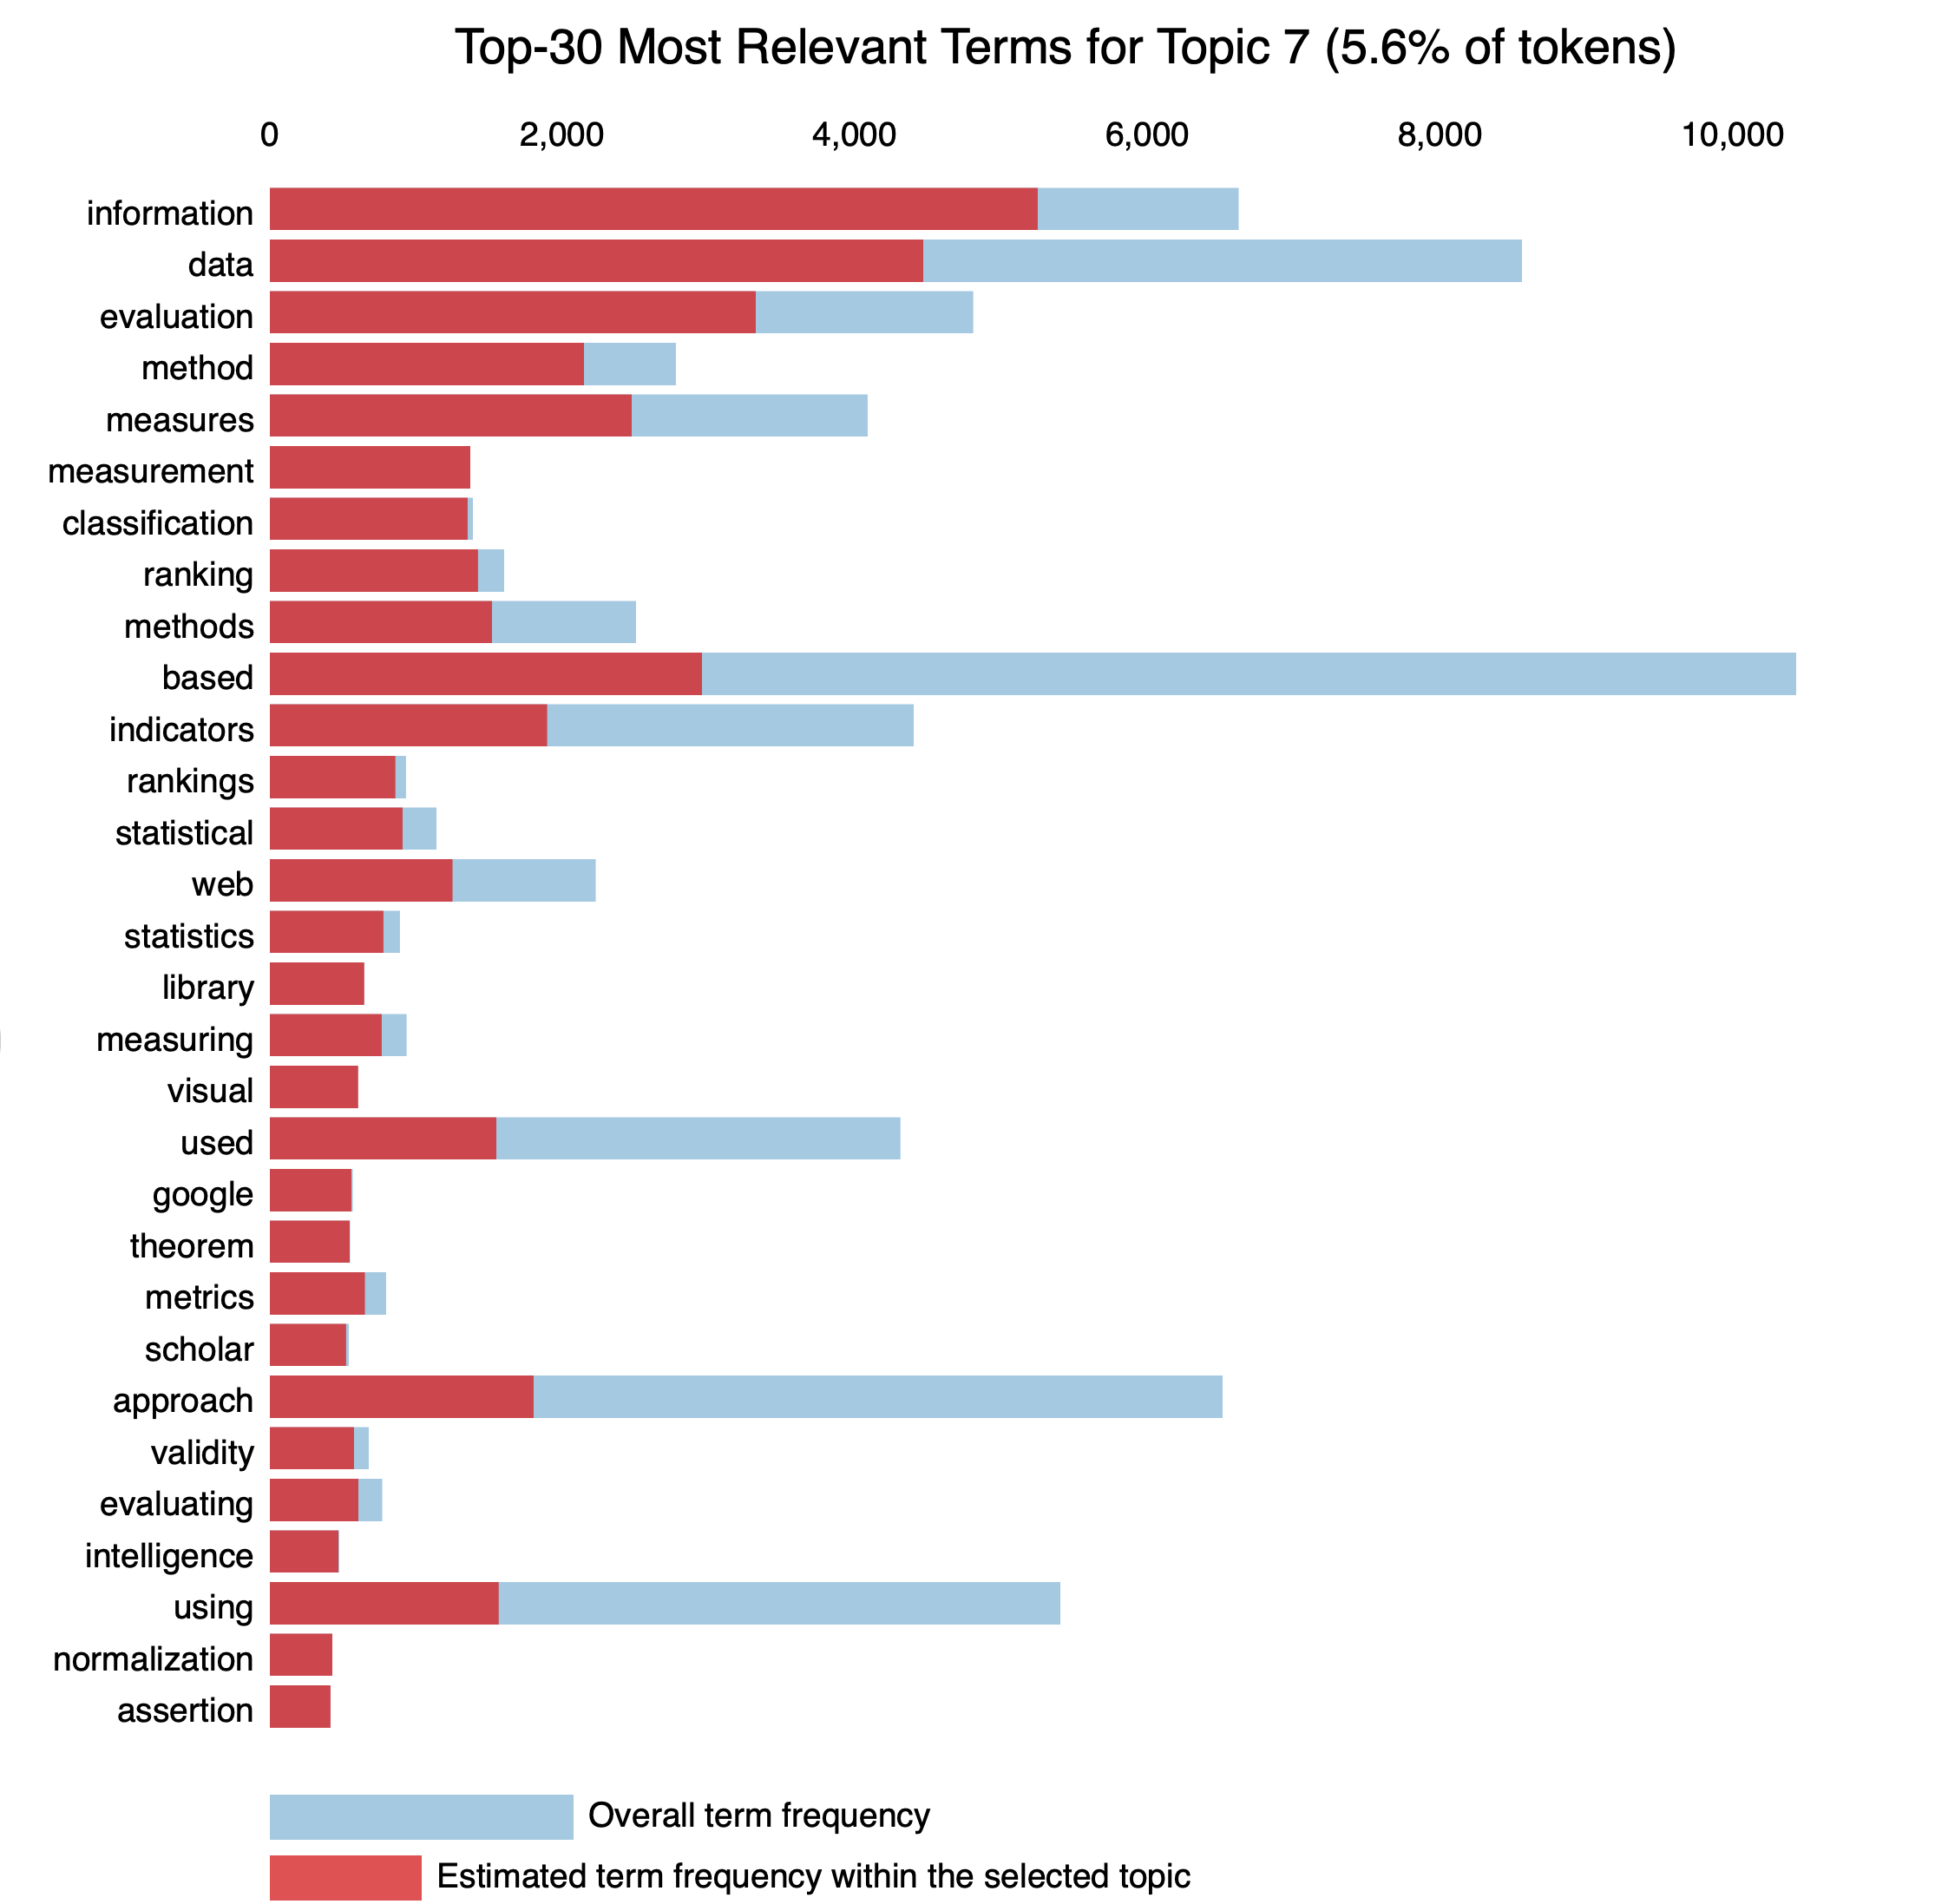 Top-30 Most Relevant Terms for Topic 7 (5.6% of tokens)
0 2,000 4,000 6,000 8,000 10,000
information
data
evaluation
method
measures
measurement
classification
ranking
methods
based
indicators
rankings
statistical
web
statistics
library
measuring
visual
used
google
theorem
metrics
scholar
approach
validity
evaluating
intelligence
using
normalization
assertion
Overall term frequency
Estimated term frequency within the selected topic